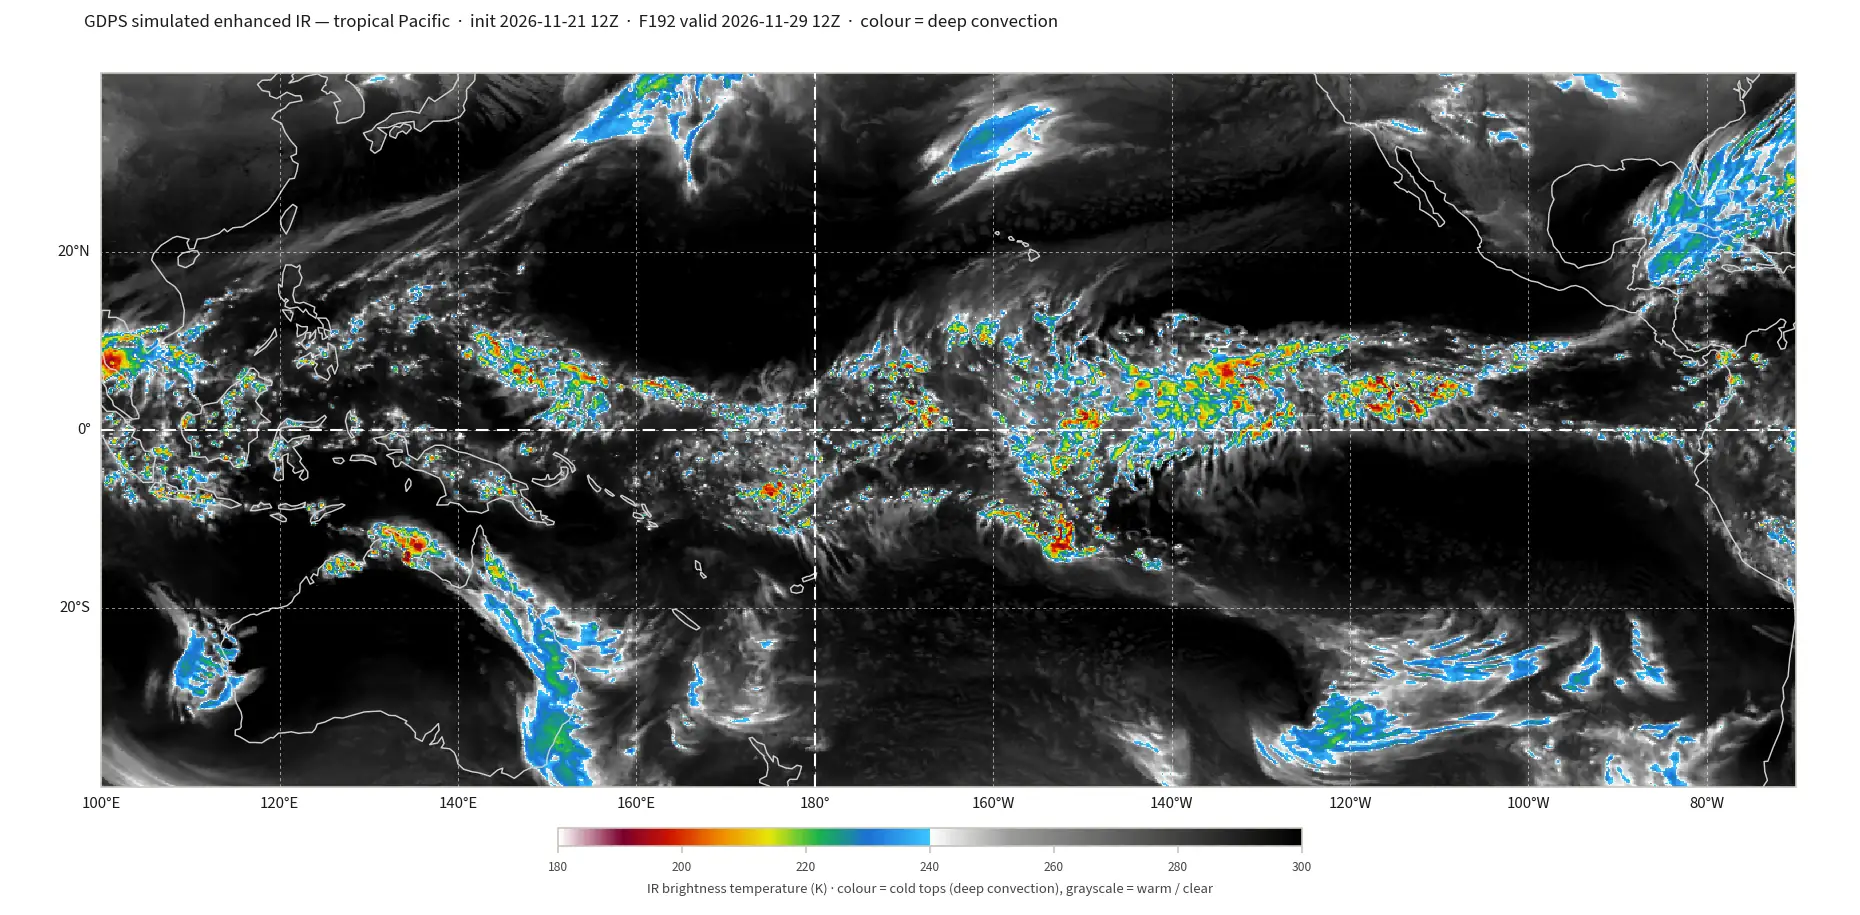 GDPS simulated enhanced IR — tropical Pacific · init 2026-11-21 12Z · F192 valid 2026-11-29 12Z · colour = deep convection
20°N
0°
20°S
100°E 120°E 140°E 160°E 180° 160°W 140°W 120°W 100°W 80°W
180 200 220 240 260 280 300
IR brightness temperature (K) · colour = cold tops (deep convection), grayscale = warm / clear